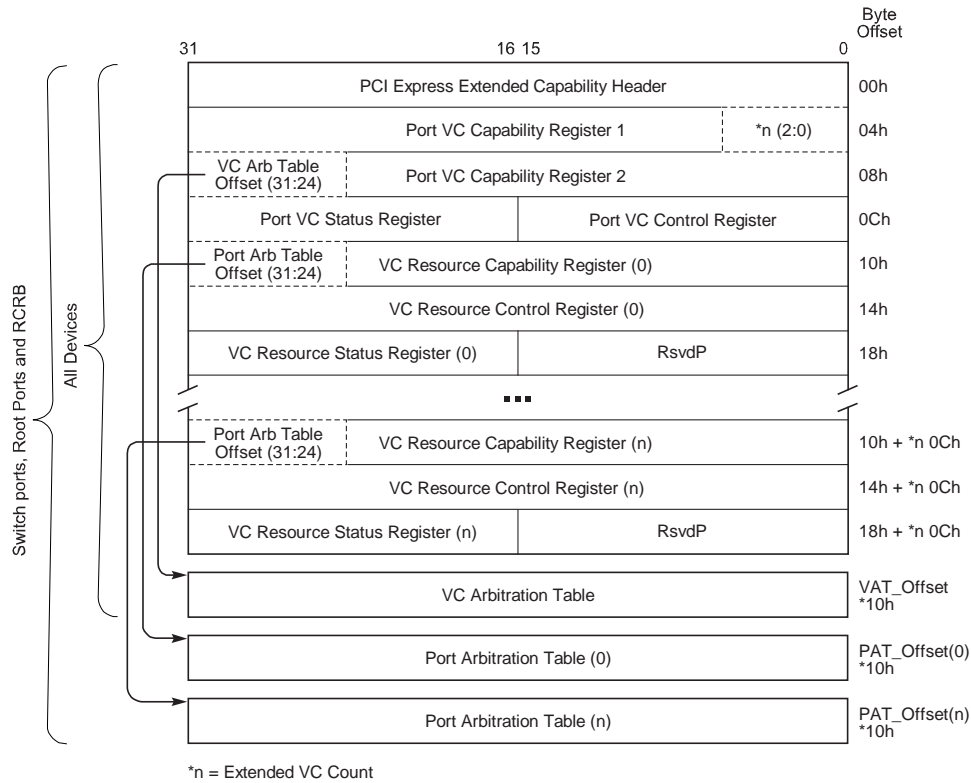 Byte
Offset
31 16 15 0
PCI Express Extended Capability Header 00h
Port VC Capability Register 1 *n (2:0) 04h
VC Arb Table
Offset (31:24) Port VC Capability Register 2 08h
Port VC Status Register Port VC Control Register 0Ch
Port Arb Table
Offset (31:24) VC Resource Capability Register (0) 10h
VC Resource Control Register (0) 14h
VC Resource Status Register (0) RsvdP 18h
Port Arb Table
Offset (31:24) VC Resource Capability Register (n) 10h + *n 0Ch
VC Resource Control Register (n) 14h + *n 0Ch
VC Resource Status Register (n) RsvdP 18h + *n 0Ch
VC Arbitration Table VAT_Offset
*10h
Port Arbitration Table (0) PAT_Offset(0)
*10h
Port Arbitration Table (n) PAT_Offset(n)
*10h
Switch ports, Root Ports and RCRB
All Devices
*n = Extended VC Count